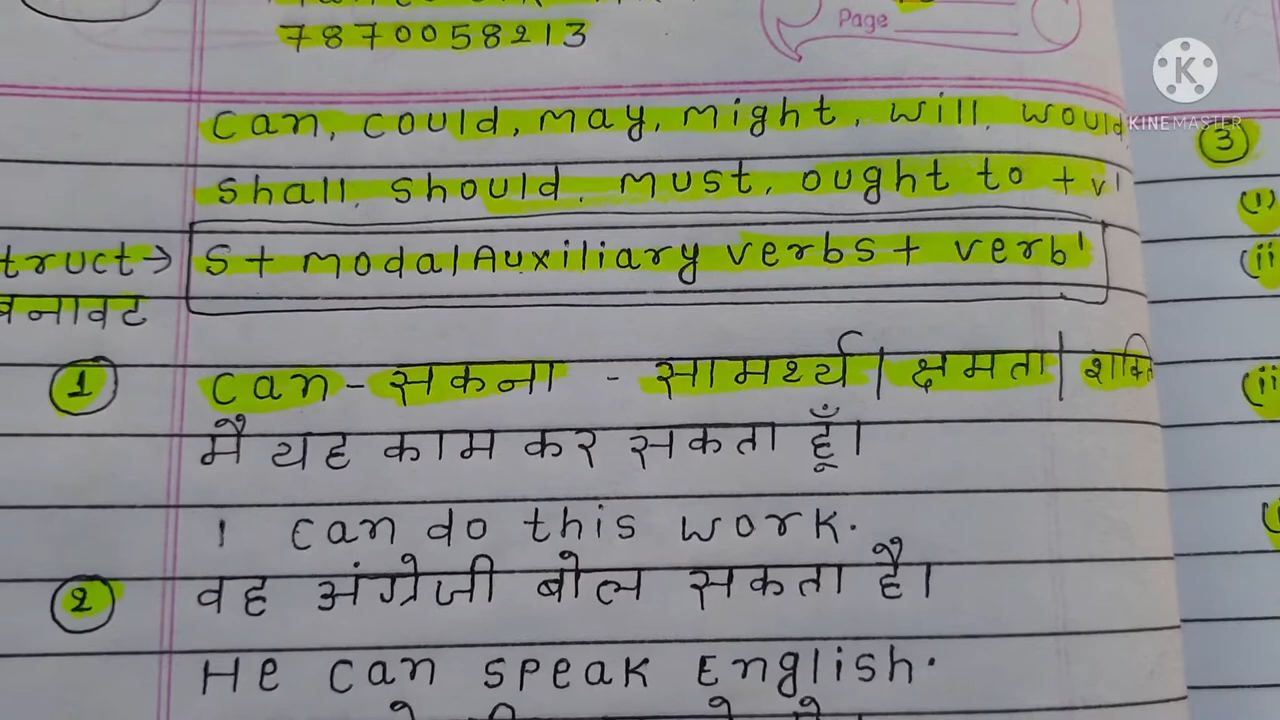 7870058213
Page
K
KINEMASTER
can, could, may, might, will, would
shall, should, must, ought to + v1
truct→ S + modal Auxiliary verbs + verb1
बनावट
1 can - सकना - सामर्थ्य | क्षमता | शक्ति
मै यह काम कर सकता हूँ।
I can do this work.
2 वह अंग्रेजी बोल सकता है।
He can speak English.
3
(i)
(ii
(ii